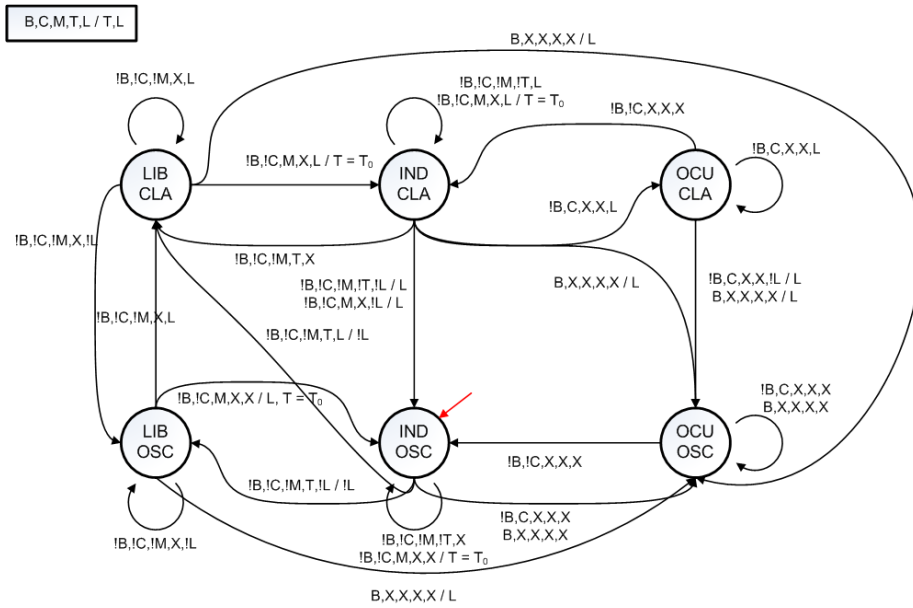 B,C,M,T,L / T,L
B,X,X,X,X / L
!B,!C,!M,X,L
!B,!C,!M,!T,L
!B,!C,M,X,L / T = T₀
!B,!C,X,X,X
!B,C,X,X,L
!B,!C,M,X,L / T = T₀
LIB
CLA
IND
CLA
OCU
CLA
!B,C,X,X,L
!B,!C,!M,X,!L
!B,!C,!M,T,X
!B,!C,!M,!T,!L / L
!B,!C,M,X,!L / L
B,X,X,X,X / L
!B,C,X,X,!L / L
B,X,X,X,X / L
!B,!C,!M,X,L
!B,!C,!M,T,L / !L
!B,!C,M,X,X / L, T = T₀
!B,C,X,X,X
B,X,X,X,X
LIB
OSC
IND
OSC
OCU
OSC
!B,!C,X,X,X
!B,!C,!M,T,!L / !L
!B,C,X,X,X
B,X,X,X,X
!B,!C,!M,X,!L
!B,!C,!M,!T,X
!B,!C,M,X,X / T = T₀
B,X,X,X,X / L